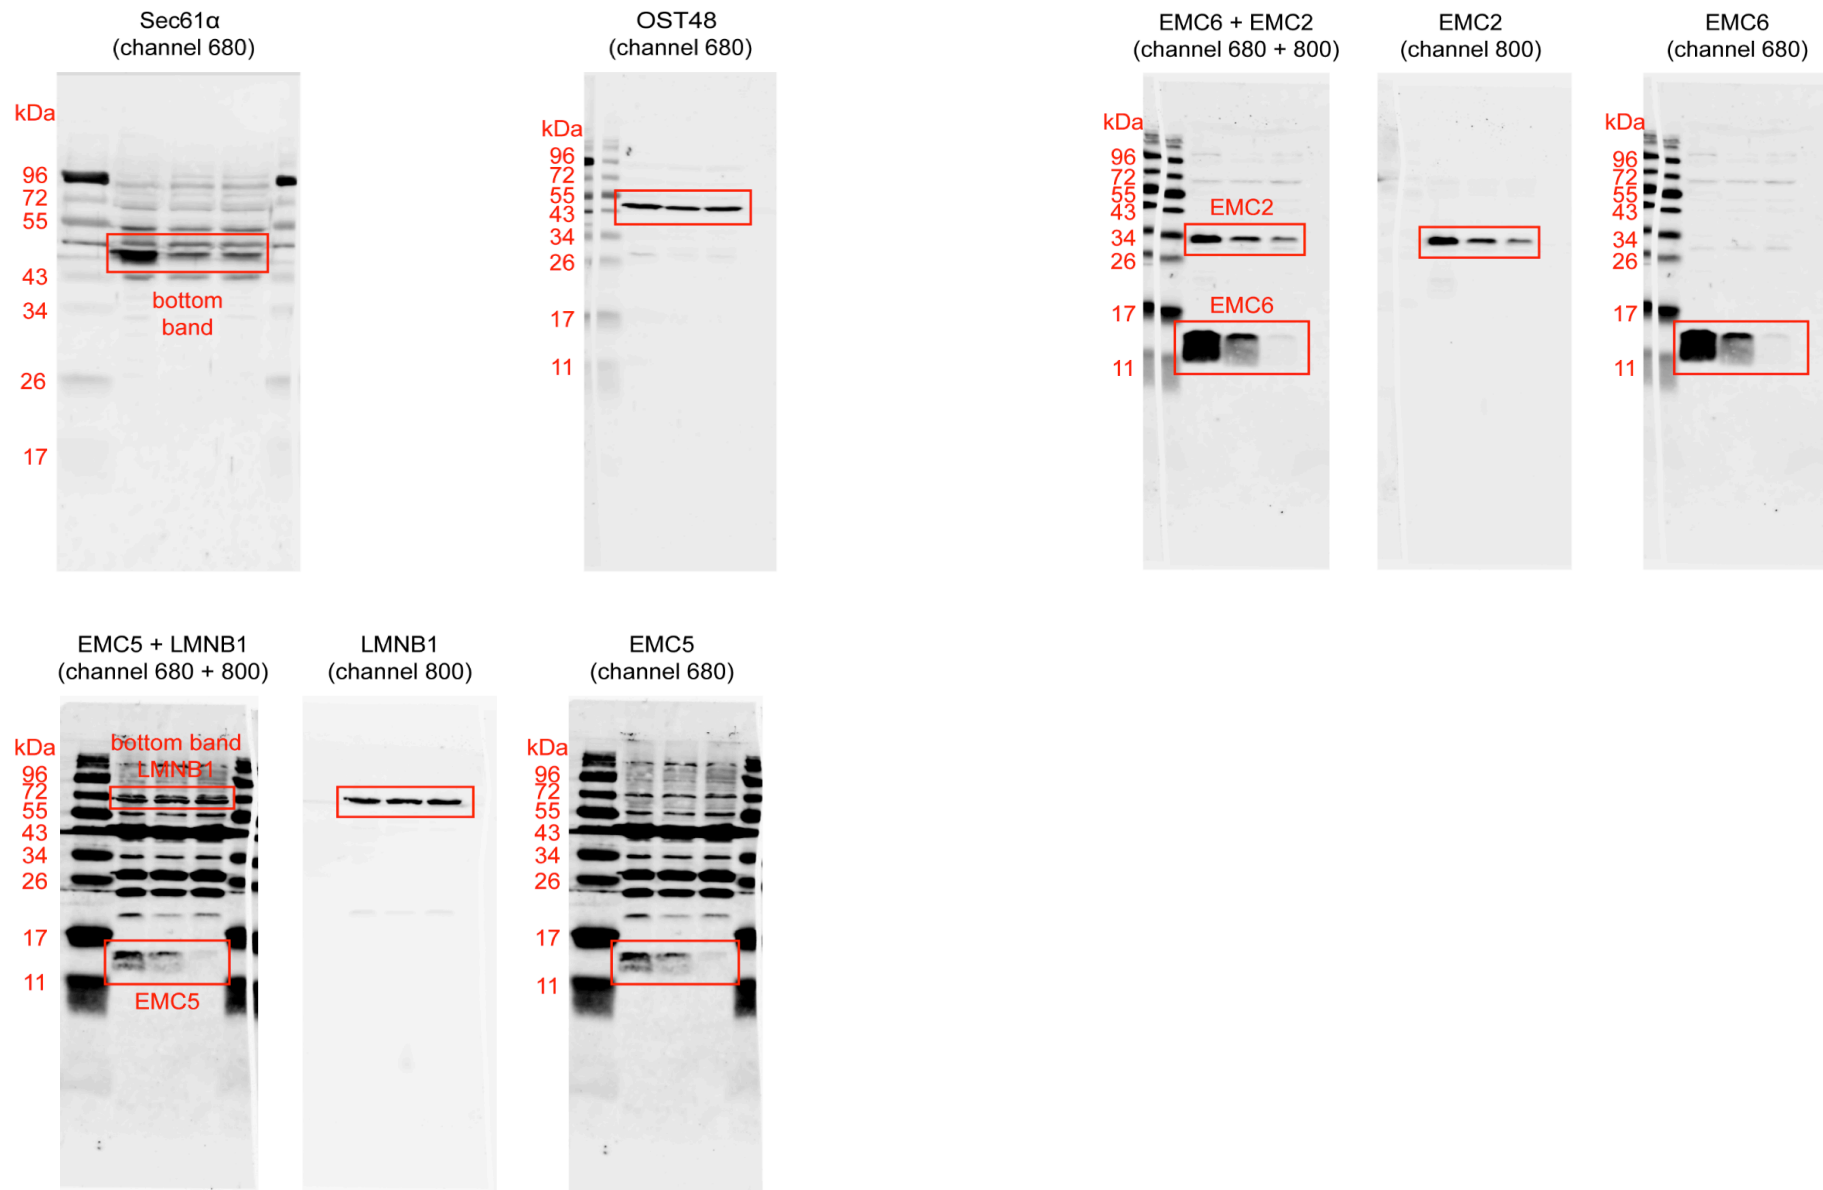 Sec61α
(channel 680)
kDa
96
72
55
43
34
26
17
bottom
band
OST48
(channel 680)
kDa
96
72
55
43
34
26
17
11
EMC6 + EMC2
(channel 680 + 800)
kDa
96
72
55
43
34
26
17
11
EMC2
EMC6
EMC2
(channel 800)
EMC6
(channel 680)
kDa
96
72
55
43
34
26
17
11
EMC5 + LMNB1
(channel 680 + 800)
kDa
96
72
55
43
34
26
17
11
bottom band
LMNB1
EMC5
LMNB1
(channel 800)
EMC5
(channel 680)
kDa
96
72
55
43
34
26
17
11